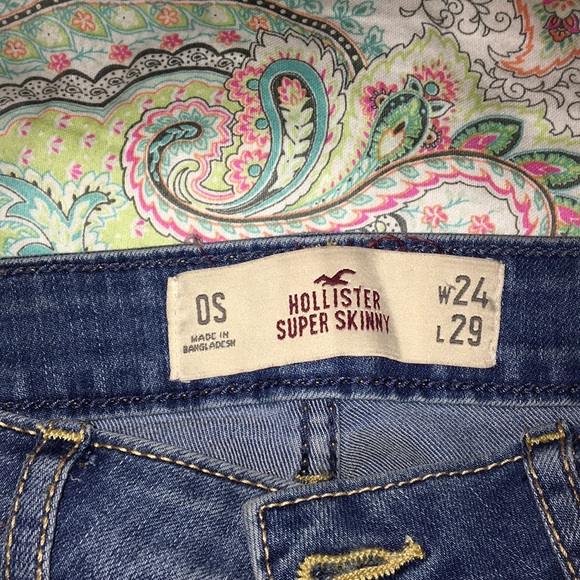 0S
MADE IN
BANGLADESH
HOLLISTER
SUPER SKINNY
W24
L29